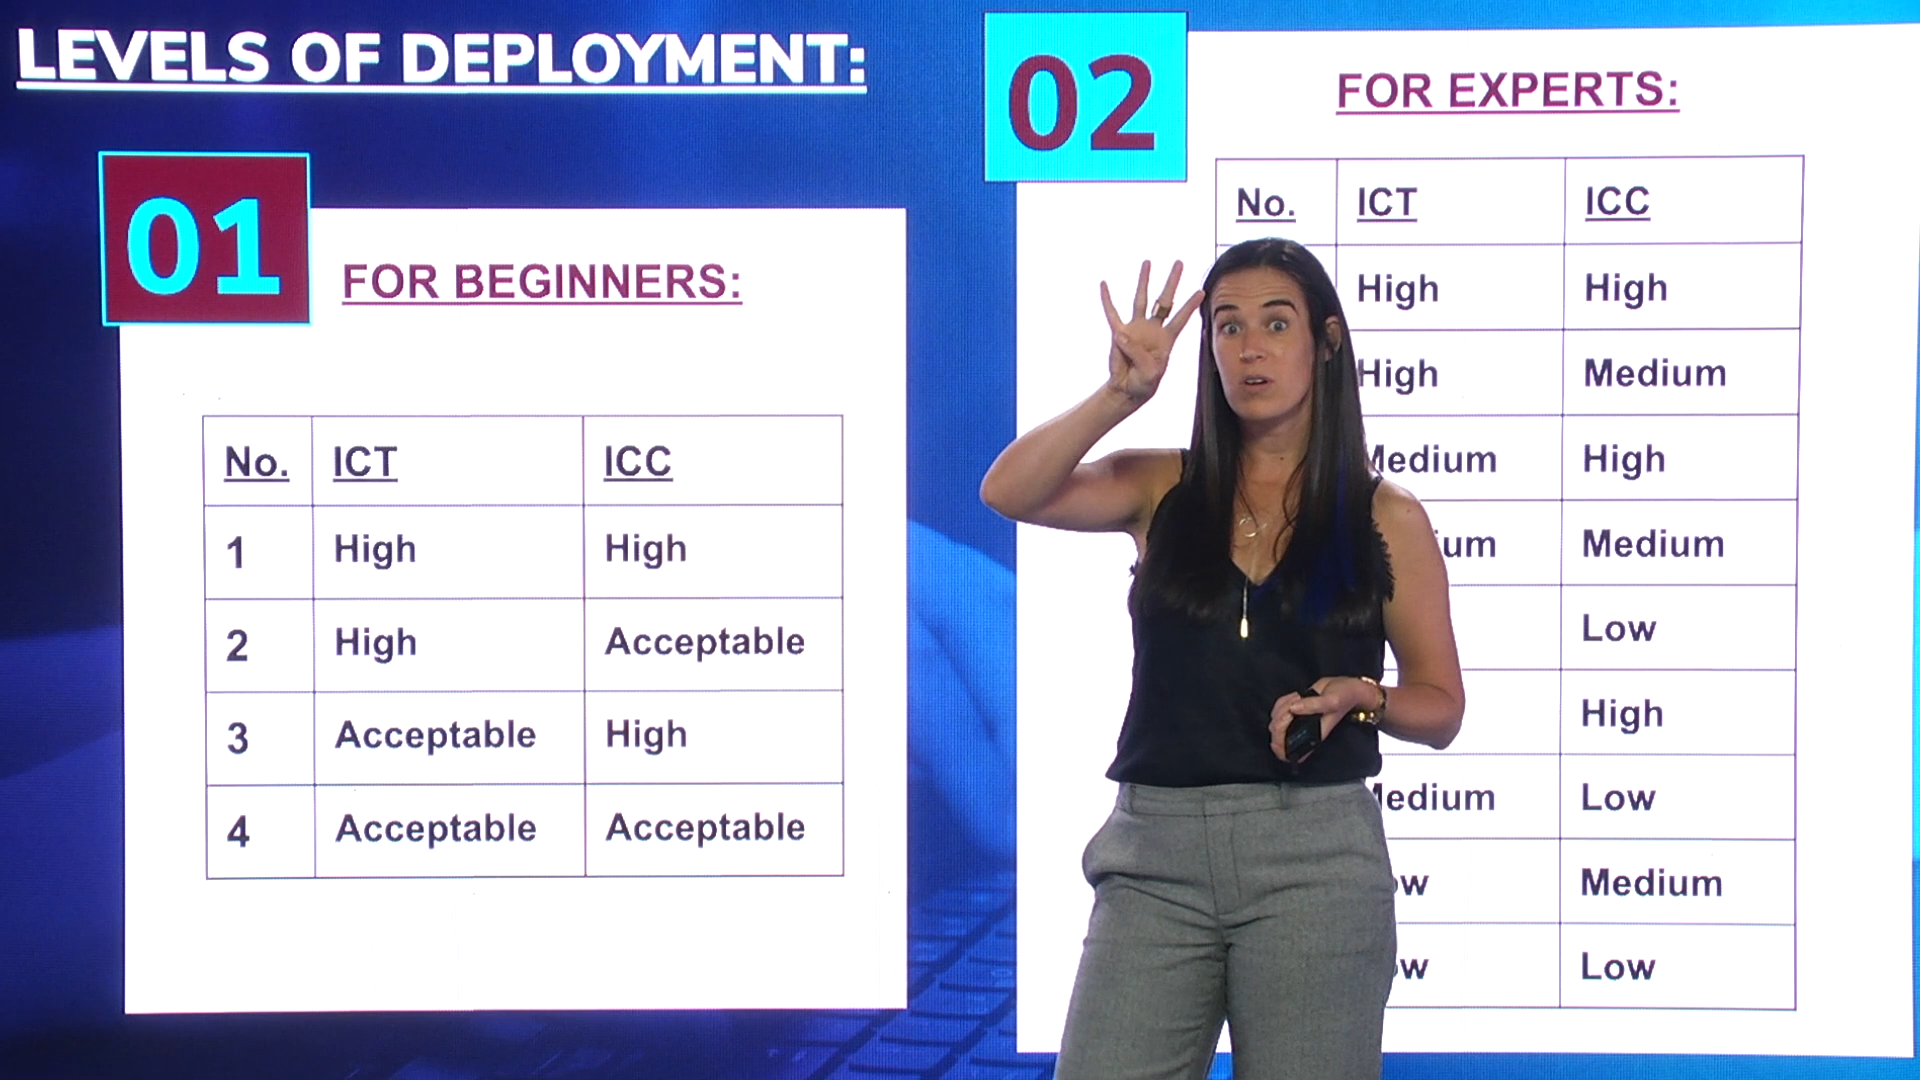 LEVELS OF DEPLOYMENT:
01
FOR BEGINNERS:
No. ICT ICC
1 High High
2 High Acceptable
3 Acceptable High
4 Acceptable Acceptable
02
FOR EXPERTS:
No. ICT ICC
High High
High Medium
Medium High
Medium
Low
High
Medium Low
Medium
Low